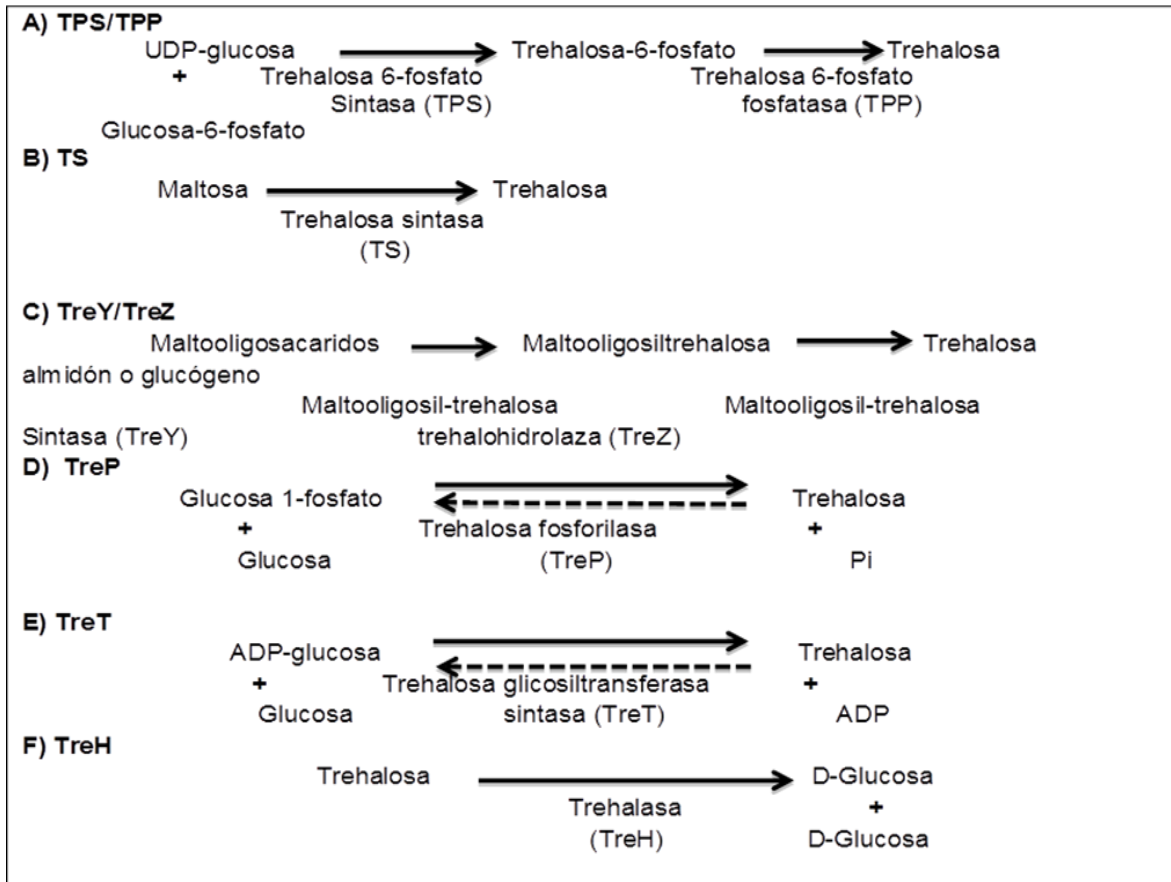 A) TPS/TPP
UDP-glucosa Trehalosa-6-fosfato Trehalosa
+ Trehalosa 6-fosfato Trehalosa 6-fosfato
Sintasa (TPS) fosfatasa (TPP)
Glucosa-6-fosfato
B) TS
Maltosa Trehalosa
Trehalosa sintasa
(TS)
C) TreY/TreZ
Maltooligosacaridos Maltooligosiltrehalosa Trehalosa
almidón o glucógeno
Maltooligosil-trehalosa Maltooligosil-trehalosa
Sintasa (TreY) trehalohidrolaza (TreZ)
D) TreP
Glucosa 1-fosfato Trehalosa
+ Trehalosa fosforilasa +
Glucosa (TreP) Pi
E) TreT
ADP-glucosa Trehalosa
+ Trehalosa glicosiltransferasa +
Glucosa sintasa (TreT) ADP
F) TreH
Trehalosa D-Glucosa
Trehalasa +
(TreH) D-Glucosa